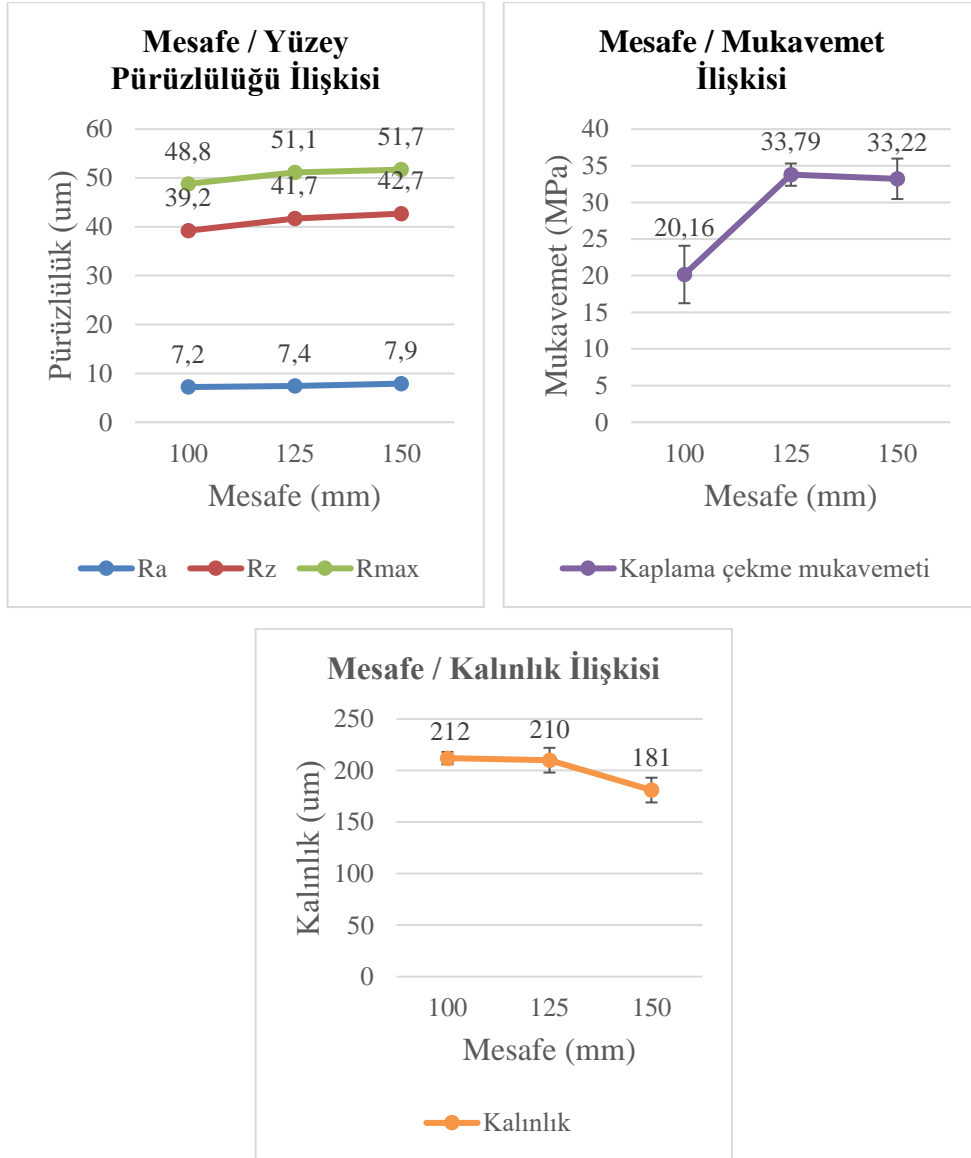 Mesafe / Yüzey
Pürüzlülüğü İlişkisi
Pürüzlülük (um)
60
50
40
30
20
10
0
48,8
51,1
51,7
39,2
41,7
42,7
7,2
7,4
7,9
100
125
150
Mesafe (mm)
Ra
Rz
Rmax
Mesafe / Mukavemet
İlişkisi
Mukavemet (MPa)
40
35
30
25
20
15
10
5
0
20,16
33,79
33,22
100
125
150
Mesafe (mm)
Kaplama çekme mukavemeti
Mesafe / Kalınlık İlişkisi
Kalınlık (um)
250
200
150
100
50
0
212
210
181
100
125
150
Mesafe (mm)
Kalınlık